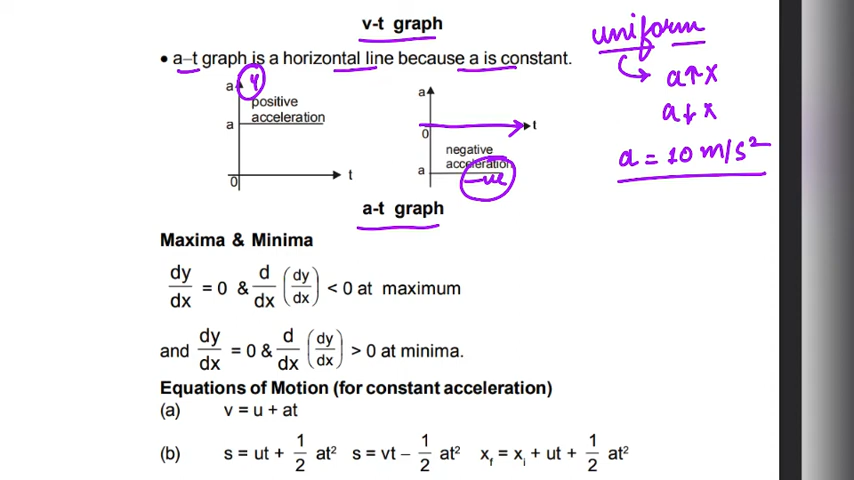 v-t graph
uniform
• a–t graph is a horizontal line because a is constant.
a↑x
a↓x
a = 10 m/s²
a
positive
acceleration
a
0
t
a
0
t
negative
acceleration
a
-ve
a-t graph
Maxima & Minima
dy/dx = 0 & d/dx (dy/dx) < 0 at maximum
and dy/dx = 0 & d/dx (dy/dx) > 0 at minima.
Equations of Motion (for constant acceleration)
(a) v = u + at
(b) s = ut + 1/2 at² s = vt – 1/2 at² x_f = x_i + ut + 1/2 at²